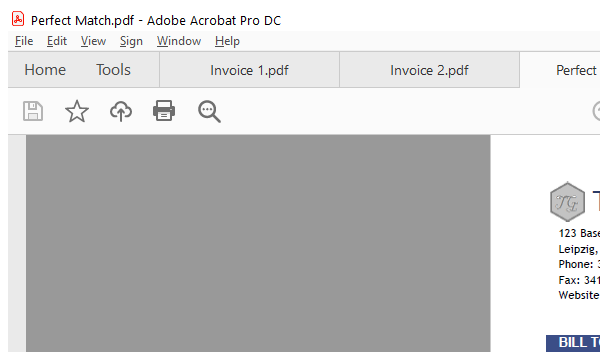 Perfect Match.pdf - Adobe Acrobat Pro DC
File Edit View Sign Window Help
Home Tools Invoice 1.pdf Invoice 2.pdf Perfect
TG
123 Base
Leipzig,
Phone: 3
Fax: 341
Website
BILL TO